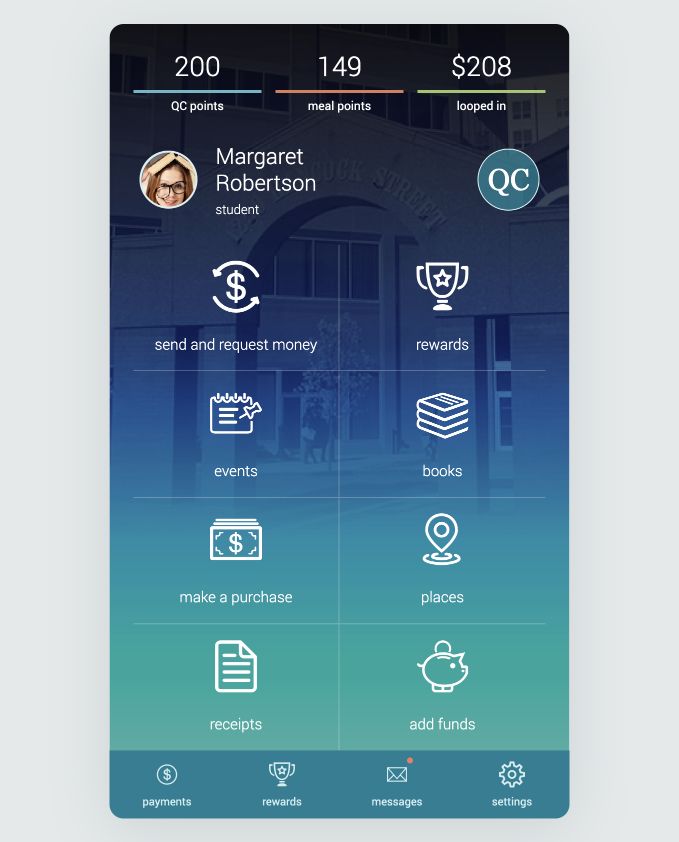 200 149 $208
QC points meal points looped in
Margaret
Robertson
student
QC
send and request money rewards
events books
make a purchase places
receipts add funds
payments rewards messages settings